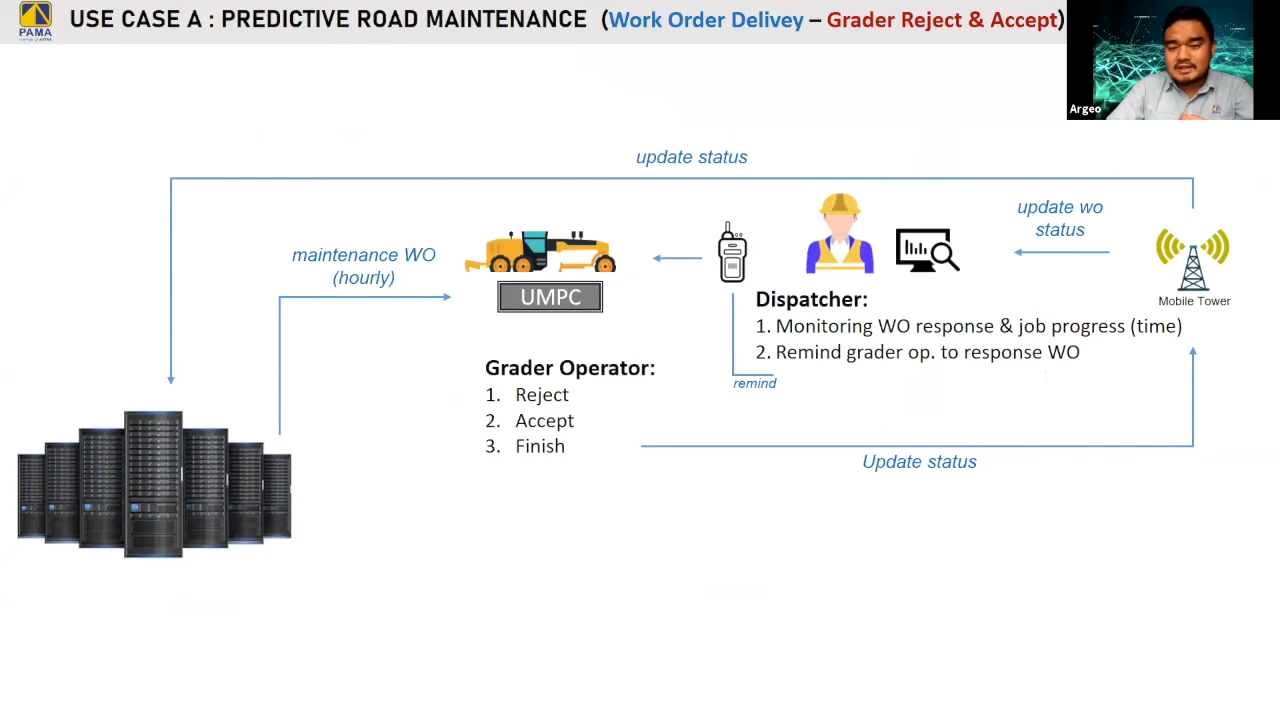 USE CASE A : PREDICTIVE ROAD MAINTENANCE (Work Order Delivey – Grader Reject & Accept)
PAMA
Argeo
update status
update wo
status
maintenance WO
(hourly)
UMPC
Mobile Tower
Dispatcher:
1. Monitoring WO response & job progress (time)
2. Remind grader op. to response WO
remind
Grader Operator:
1. Reject
2. Accept
3. Finish
Update status